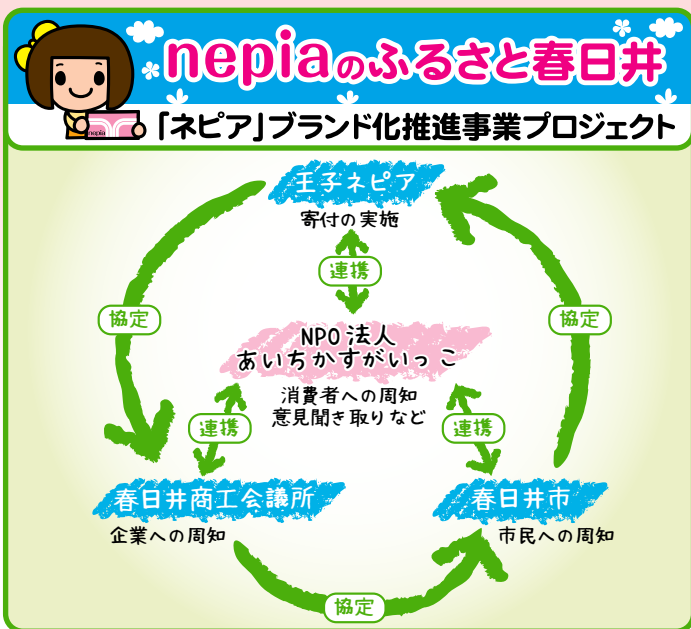 nepiaのふるさと春日井
nepia
「ネピア」ブランド化推進事業プロジェクト
王子ネピア
寄付の実施
連携
協定
協定
NPO法人
あいちかすがいっこ
消費者への周知
意見聞き取りなど
連携
連携
春日井商工会議所
企業への周知
春日井市
市民への周知
協定